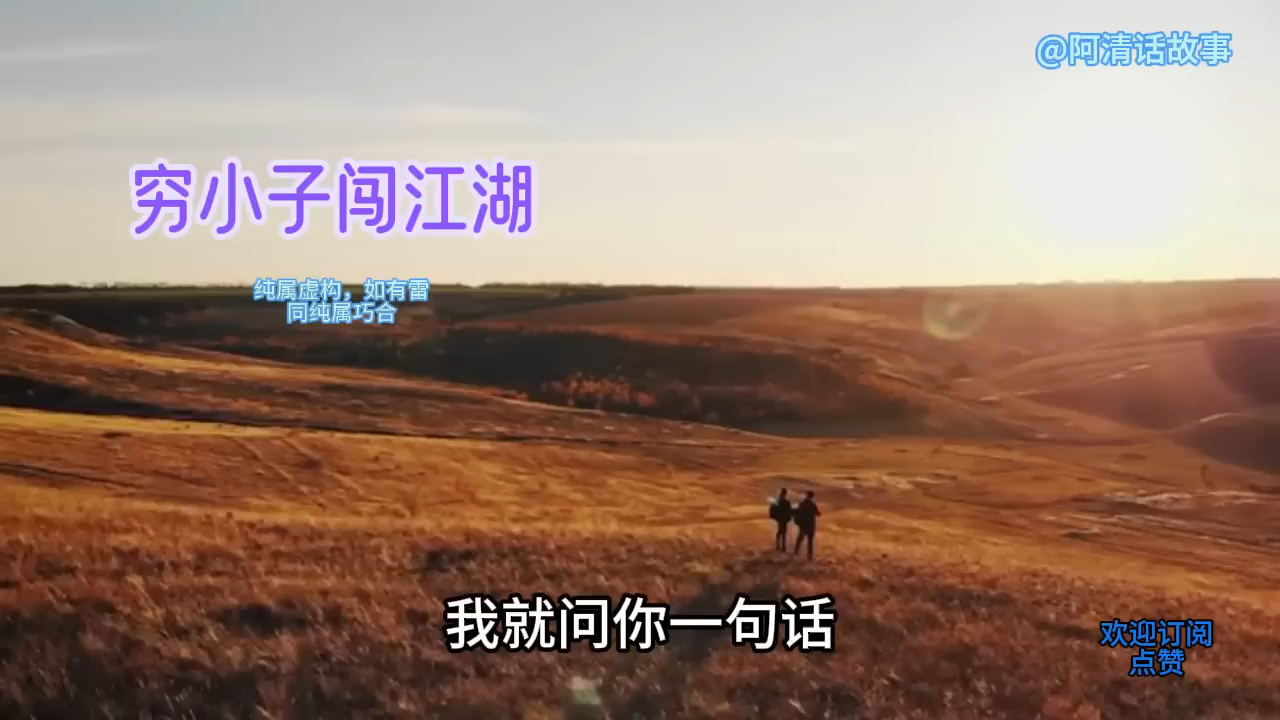 @阿清话故事
穷小子闯江湖
纯属虚构，如有雷
同纯属巧合
我就问你一句话
欢迎订阅
点赞